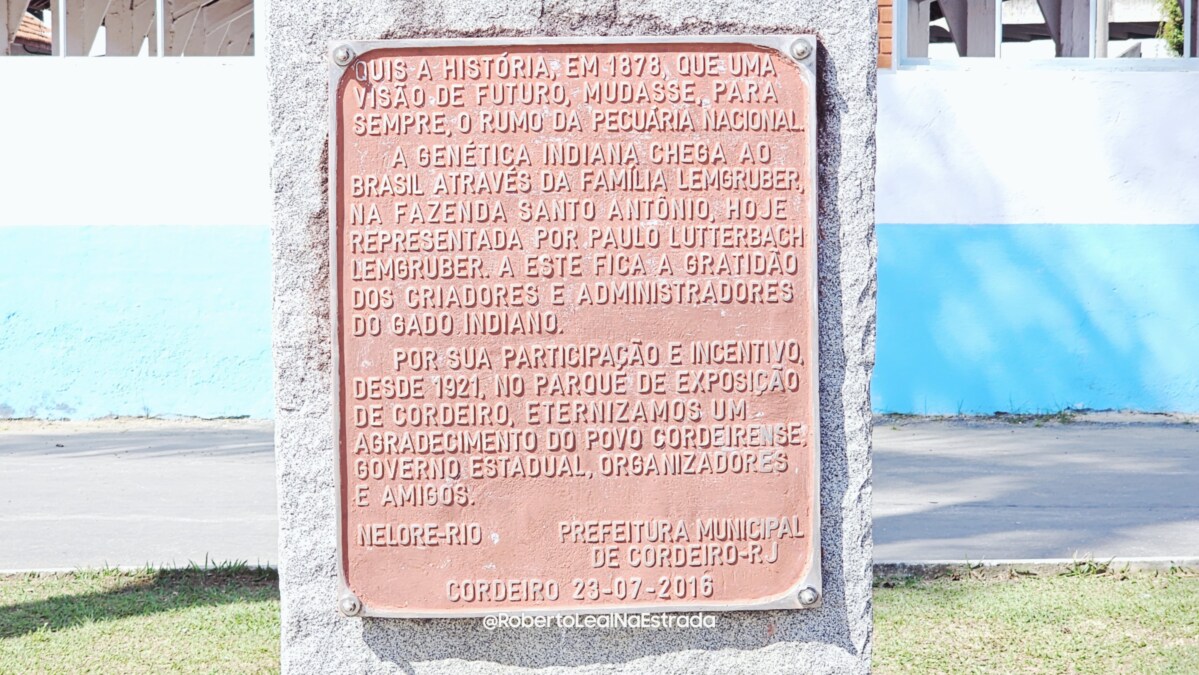 QUIS A HISTÓRIA, EM 1878, QUE UMA
VISÃO DE FUTURO, MUDASSE, PARA
SEMPRE, O RUMO DA PECUÁRIA NACIONAL.
A GENÉTICA INDIANA CHEGA AO
BRASIL ATRAVÉS DA FAMÍLIA LEMGRUBER,
NA FAZENDA SANTO ANTÔNIO, HOJE
REPRESENTADA POR PAULO LUTTERBACH
LEMGRUBER. A ESTE FICA A GRATIDÃO
DOS CRIADORES E ADMINISTRADORES
DO GADO INDIANO.
POR SUA PARTICIPAÇÃO E INCENTIVO,
DESDE 1921, NO PARQUE DE EXPOSIÇÃO
DE CORDEIRO, ETERNIZAMOS UM
AGRADECIMENTO DO POVO CORDEIRENSE,
GOVERNO ESTADUAL, ORGANIZADORES
E AMIGOS.
NELORE-RIO PREFEITURA MUNICIPAL
DE CORDEIRO-RJ
CORDEIRO 23-07-2016
@RobertoLealNaEstrada